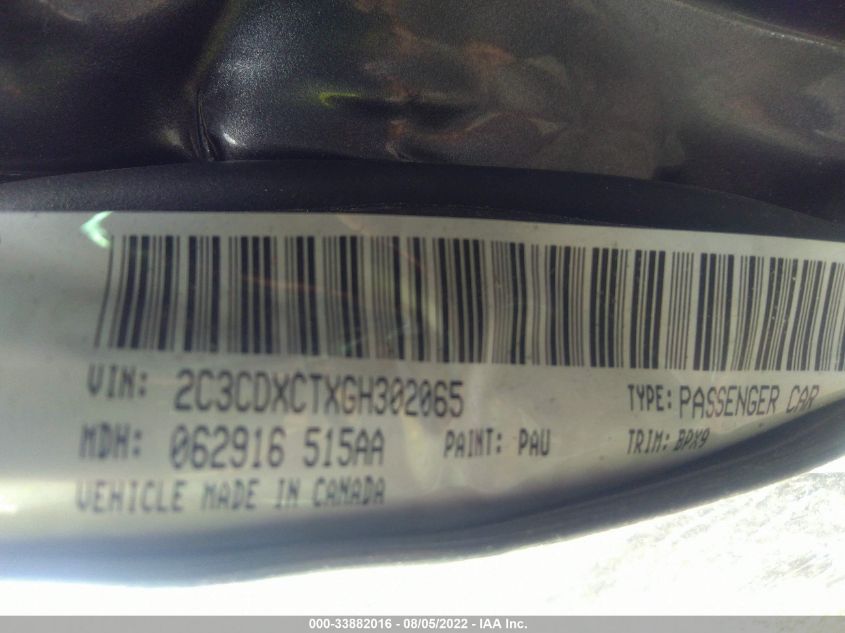 VIN: 2C3CDXCTXGH302065 TYPE: PASSENGER CAR
MDH: 062916 515AA PAINT: PAU TRIM: BPX9
VEHICLE MADE IN CANADA
000-33882016 - 08/05/2022 - IAA Inc.